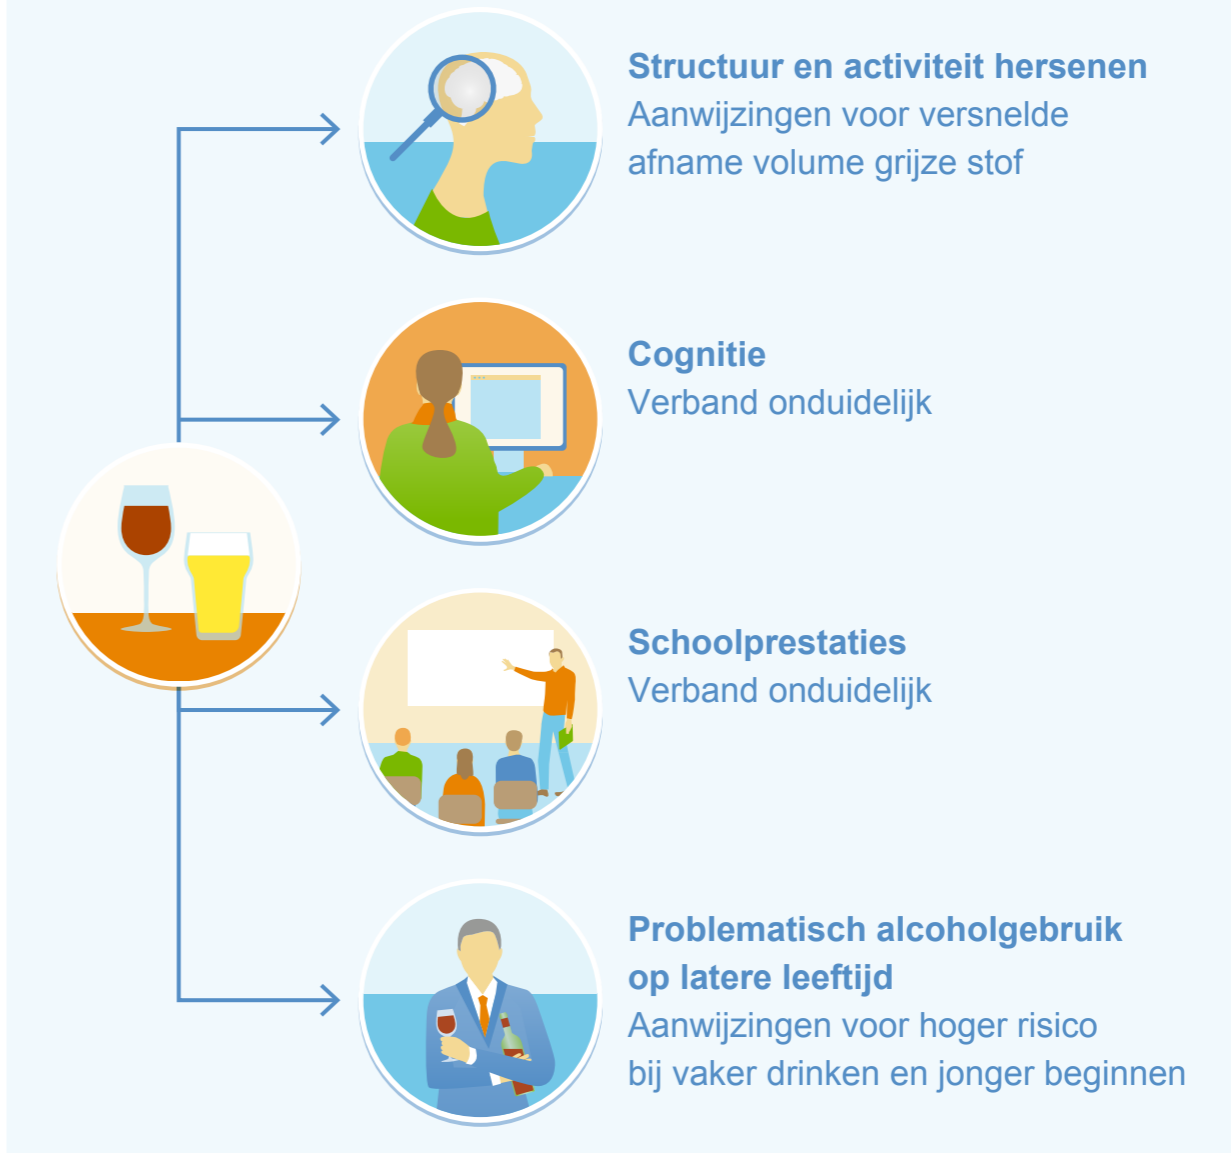 Structuur en activiteit hersenen
Aanwijzingen voor versnelde
afname volume grijze stof
Cognitie
Verband onduidelijk
Schoolprestaties
Verband onduidelijk
Problematisch alcoholgebruik
op latere leeftijd
Aanwijzingen voor hoger risico
bij vaker drinken en jonger beginnen